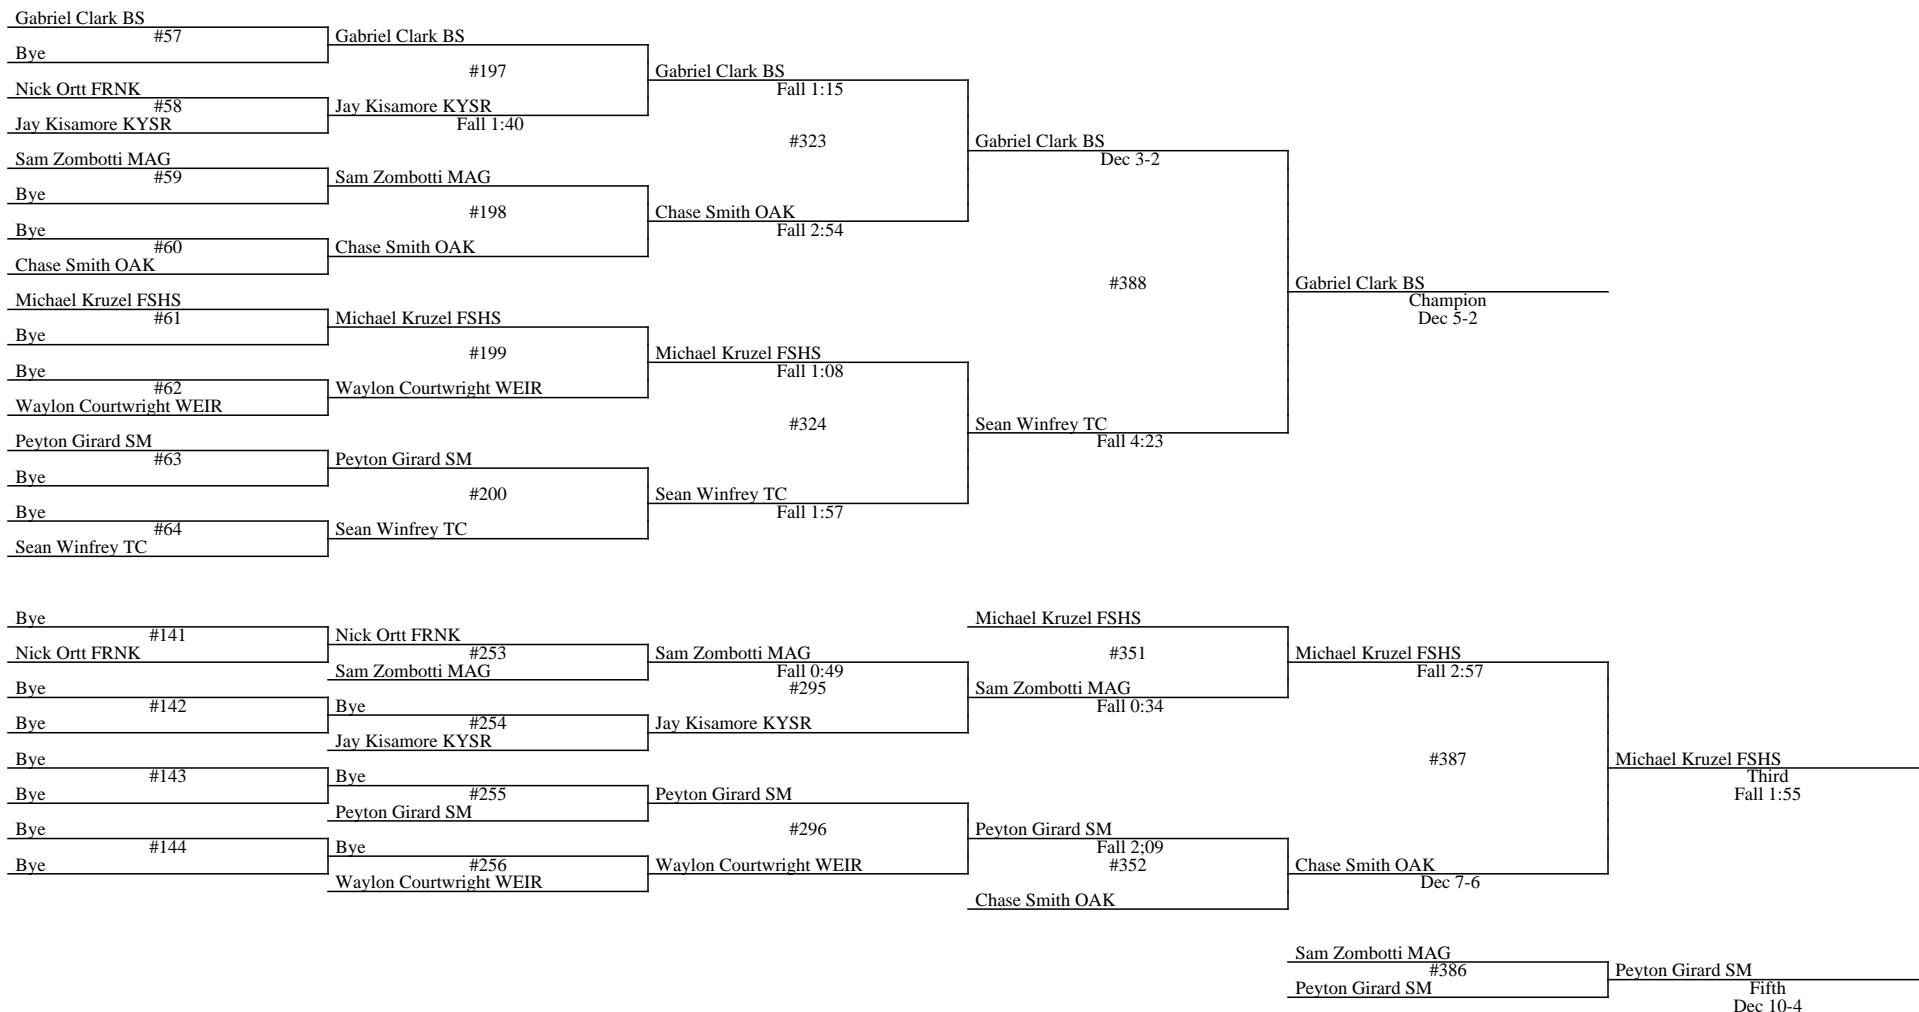 Gabriel Clark BS
#57
Bye
Gabriel Clark BS
#197
Nick Ortt FRNK
#58
Jay Kisamore KYSR
Jay Kisamore KYSR
Fall 1:40
Gabriel Clark BS
Fall 1:15
#323
Sam Zombotti MAG
#59
Bye
Sam Zombotti MAG
#198
Bye
#60
Chase Smith OAK
Chase Smith OAK
Chase Smith OAK
Fall 2:54
Gabriel Clark BS
Dec 3-2
#388
Michael Kruzel FSHS
#61
Bye
Michael Kruzel FSHS
#199
Bye
#62
Waylon Courtwright WEIR
Waylon Courtwright WEIR
Michael Kruzel FSHS
Fall 1:08
#324
Peyton Girard SM
#63
Bye
Peyton Girard SM
#200
Bye
#64
Sean Winfrey TC
Sean Winfrey TC
Sean Winfrey TC
Fall 1:57
Sean Winfrey TC
Fall 4:23
Gabriel Clark BS
Champion
Dec 5-2
Bye
#141
Nick Ortt FRNK
Nick Ortt FRNK
#253
Sam Zombotti MAG
Sam Zombotti MAG
Fall 0:49
#295
Bye
#142
Bye
Bye
#254
Jay Kisamore KYSR
Jay Kisamore KYSR
Michael Kruzel FSHS
#351
Sam Zombotti MAG
Fall 0:34
Michael Kruzel FSHS
Fall 2:57
#387
Bye
#143
Bye
Bye
#255
Peyton Girard SM
Peyton Girard SM
#296
Bye
#144
Bye
Bye
#256
Waylon Courtwright WEIR
Waylon Courtwright WEIR
Peyton Girard SM
Fall 2;09
#352
Chase Smith OAK
Chase Smith OAK
Dec 7-6
Michael Kruzel FSHS
Third
Fall 1:55
Sam Zombotti MAG
#386
Peyton Girard SM
Peyton Girard SM
Fifth
Dec 10-4